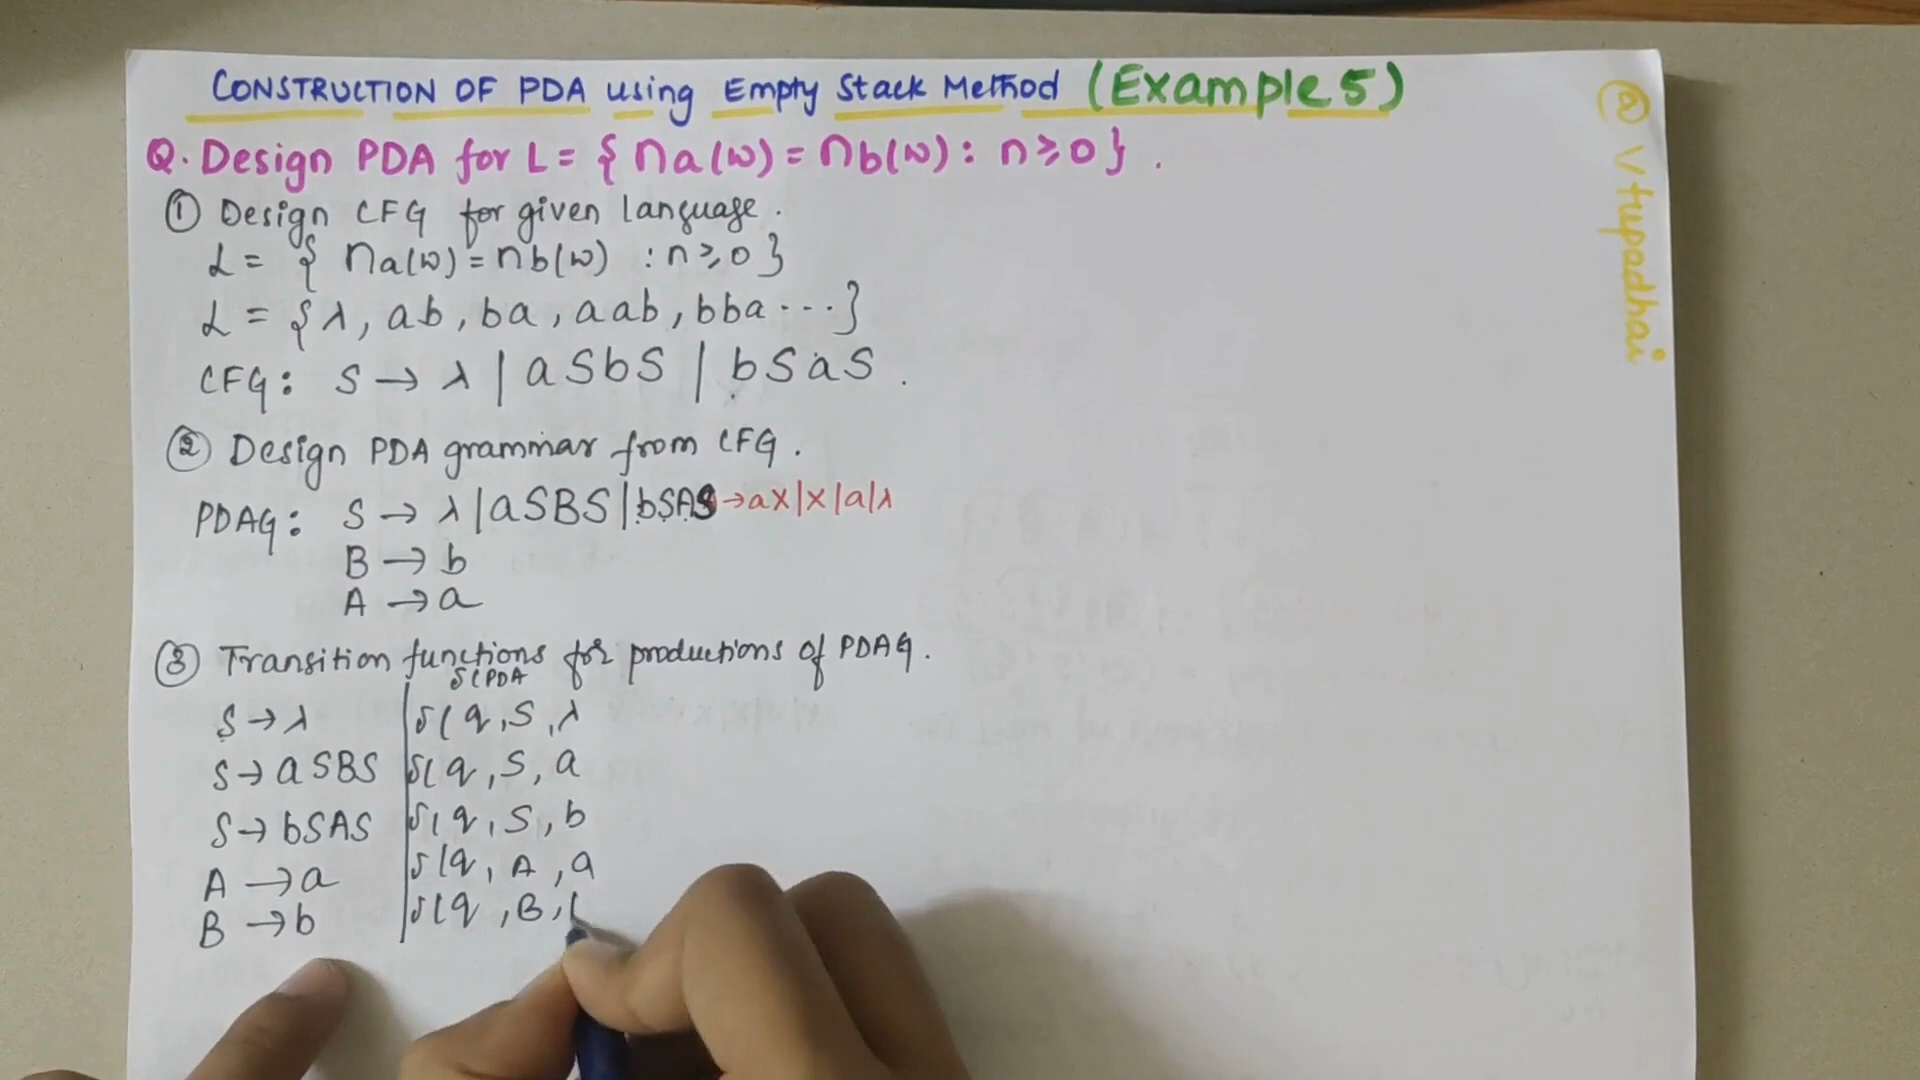 CONSTRUCTION OF PDA using Empty Stack Method (Example 5)
Q. Design PDA for L = { na(w) = nb(w) : n ≥ 0 } .
① Design CFG for given language.
L = { na(w) = nb(w) : n ≥ 0 }
L = { λ, ab, ba, aab, bba ... }
CFG: S → λ | aSbS | bSaS .
② Design PDA grammar from CFG .
PDAG: S → λ | aSBS | bSAS → aX|X|a|λ
B → b
A → a
③ Transition functions for productions of PDAG .
δ(PDA
S → λ | δ( q, S, λ
S → aSBS | δ( q, S, a
S → bSAS | δ( q, S, b
A → a | δ( q, A, a
B → b | δ( q, B,
@Vtupadhai